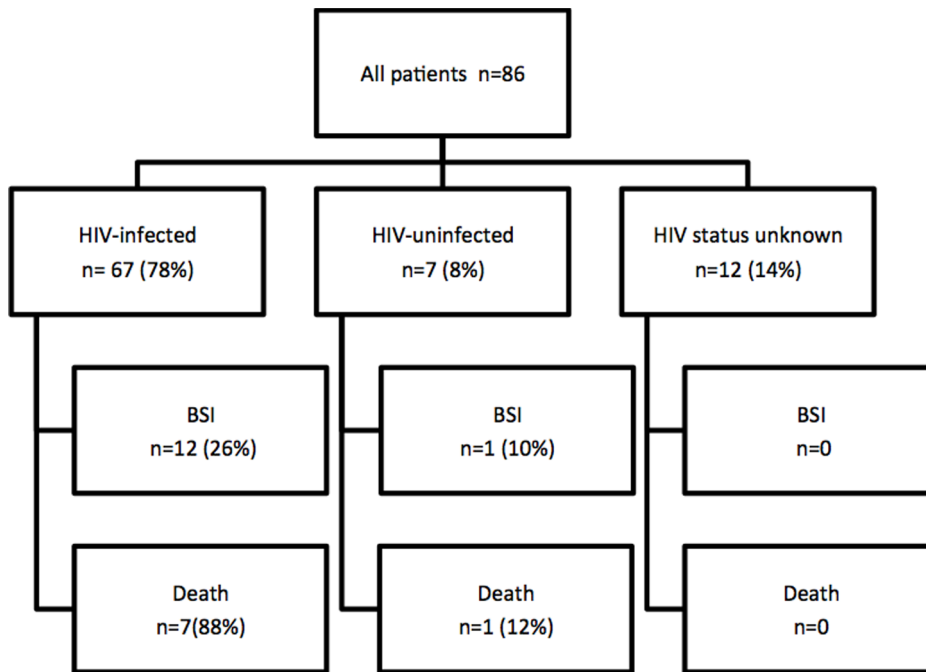 All patients  n=86
HIV-infected
n= 67 (78%)
HIV-uninfected
n=7 (8%)
HIV status unknown
n=12 (14%)
BSI
n=12 (26%)
BSI
n=1 (10%)
BSI
n=0
Death
n=7(88%)
Death
n=1 (12%)
Death
n=0